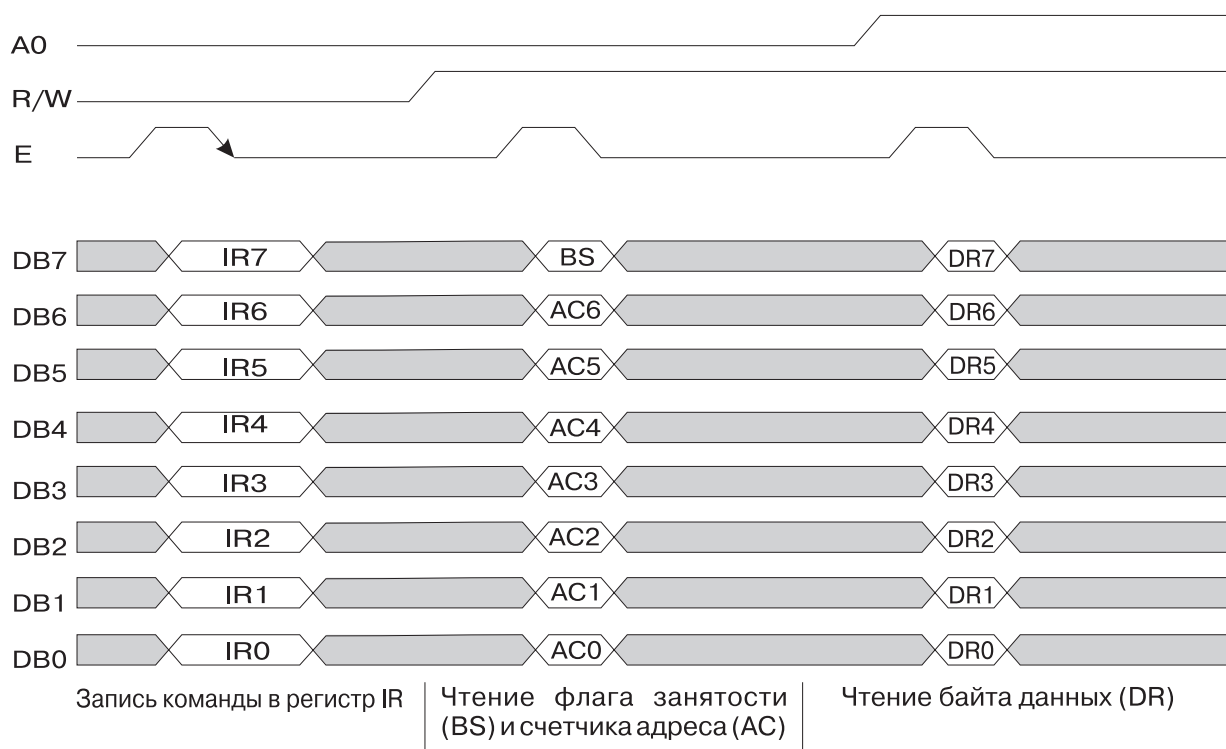 A0
R/W
E
DB7 IR7 BS DR7
DB6 IR6 AC6 DR6
DB5 IR5 AC5 DR5
DB4 IR4 AC4 DR4
DB3 IR3 AC3 DR3
DB2 IR2 AC2 DR2
DB1 IR1 AC1 DR1
DB0 IR0 AC0 DR0
Запись команды в регистр IR
Чтение флага занятости
(BS) и счетчика адреса (AC)
Чтение байта данных (DR)